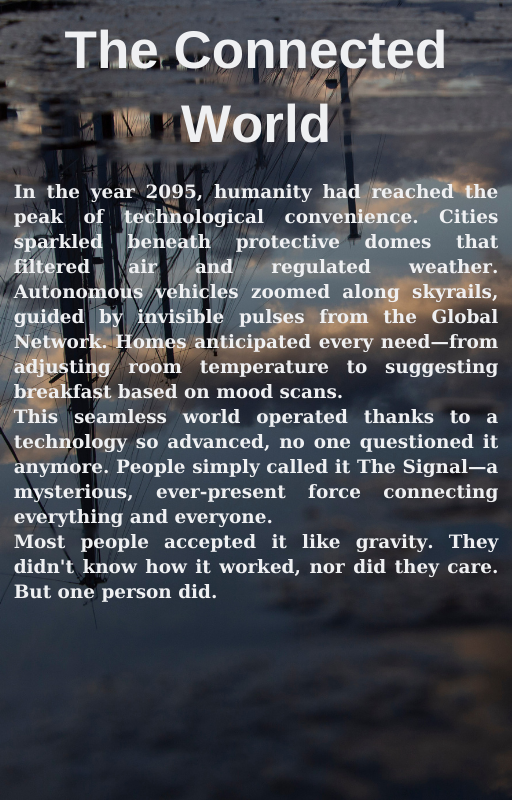 The Connected
World
In the year 2095, humanity had reached the
peak of technological convenience. Cities
sparkled beneath protective domes that
filtered air and regulated weather.
Autonomous vehicles zoomed along skyrails,
guided by invisible pulses from the Global
Network. Homes anticipated every need—from
adjusting room temperature to suggesting
breakfast based on mood scans.
This seamless world operated thanks to a
technology so advanced, no one questioned it
anymore. People simply called it The Signal—a
mysterious, ever-present force connecting
everything and everyone.
Most people accepted it like gravity. They
didn't know how it worked, nor did they care.
But one person did.